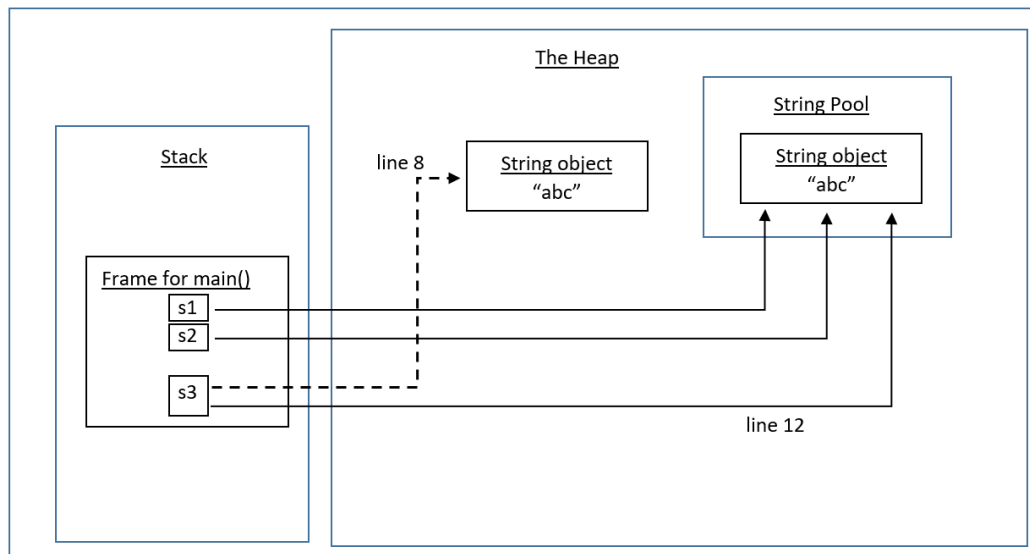 The Heap
String Pool
Stack
line 8
String object
“abc”
String object
“abc”
Frame for main()
s1
s2
s3
line 12